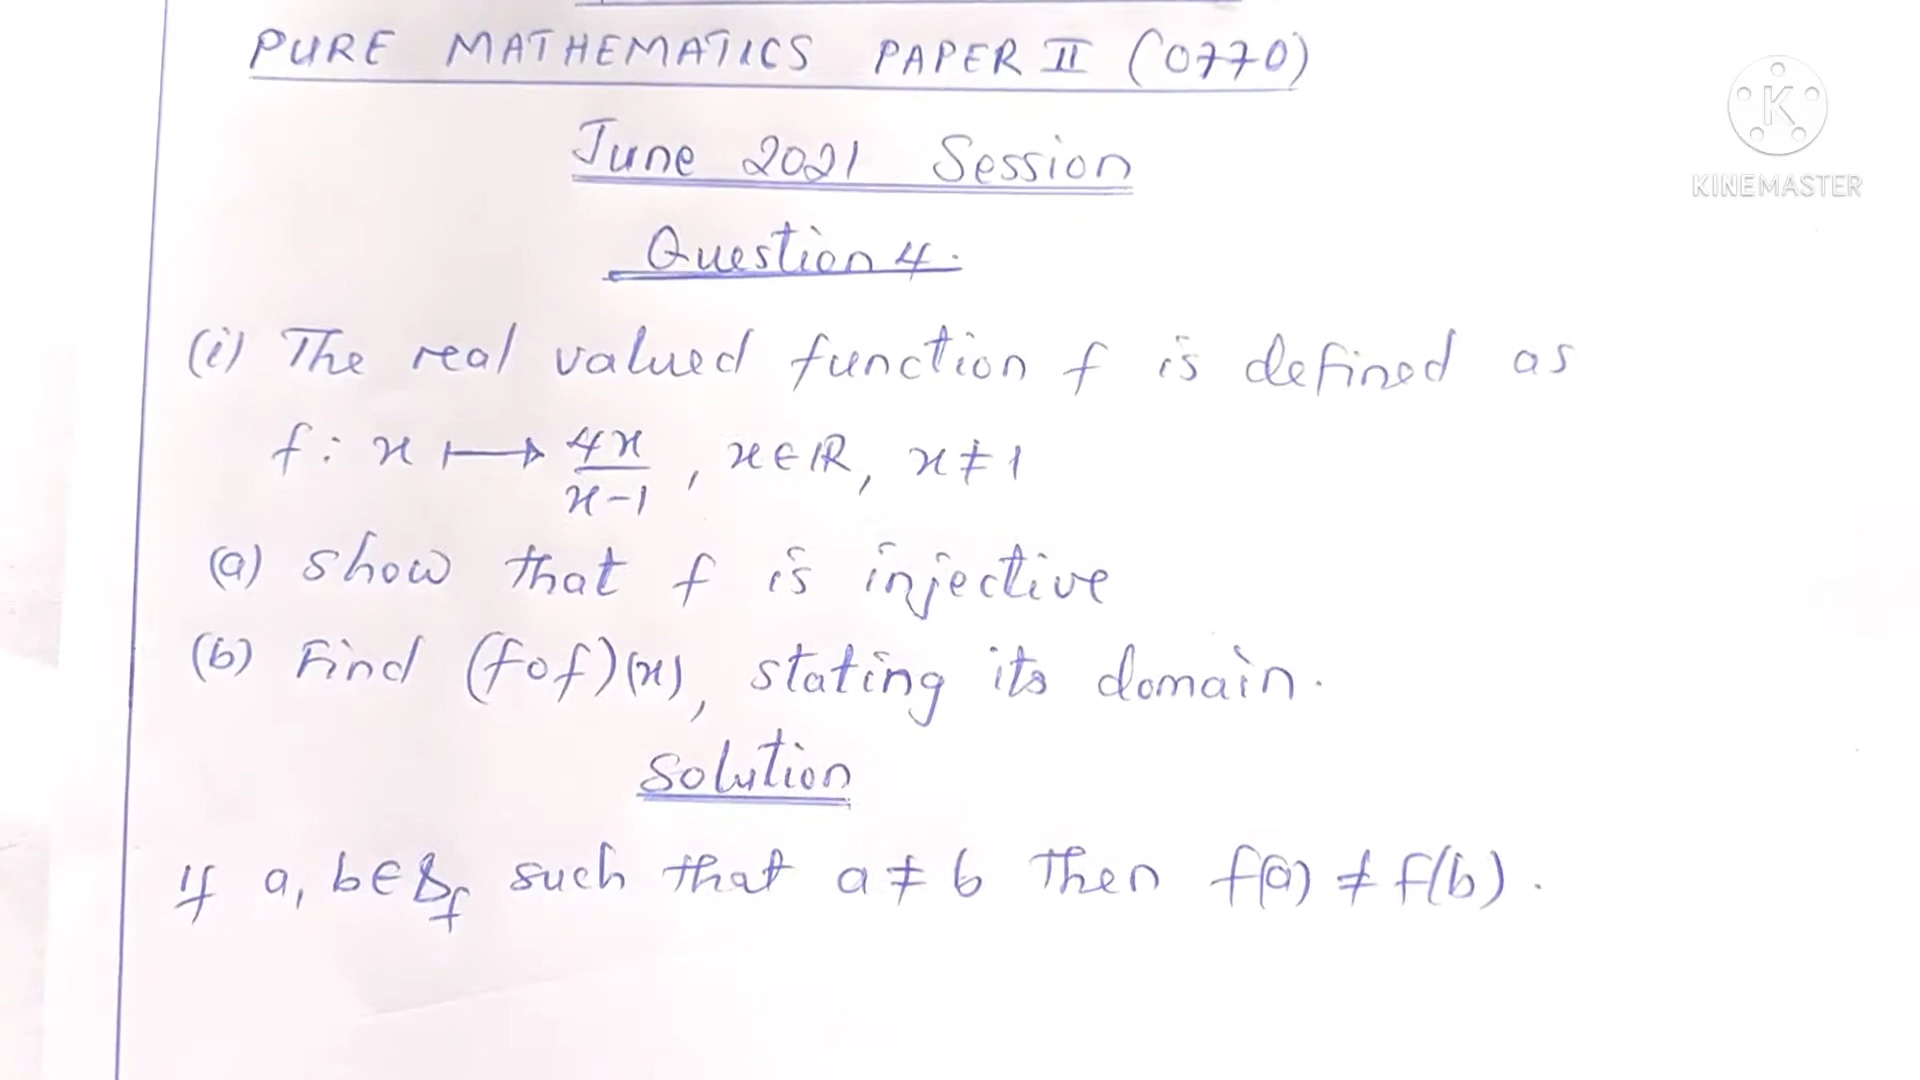 PURE MATHEMATICS PAPER II (0770)
K
KINEMASTER
June 2021 Session
Question 4.
(i) The real valued function f is defined as
f: x ↦ 4x/x-1, x∈ℝ, x≠1
(a) show that f is injective
(b) Find (fof)(x), stating its domain.
Solution
If a, b∈D_f such that a≠b Then f(a)≠f(b).